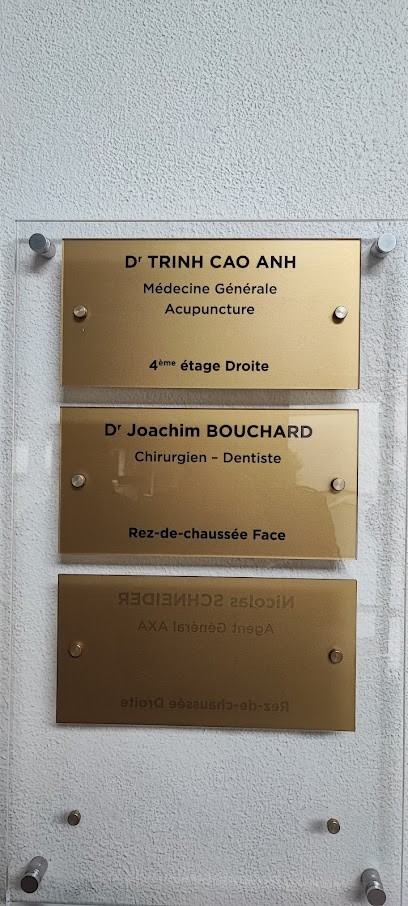 Dʳ TRINH CAO ANH
Médecine Générale
Acupuncture
4ᵉᵐᵉ étage Droite
Dʳ Joachim BOUCHARD
Chirurgien – Dentiste
Rez-de-chaussée Face
Nicolas SCHNEIDER
Agent Général AXA
Rez-de-chaussée Droite